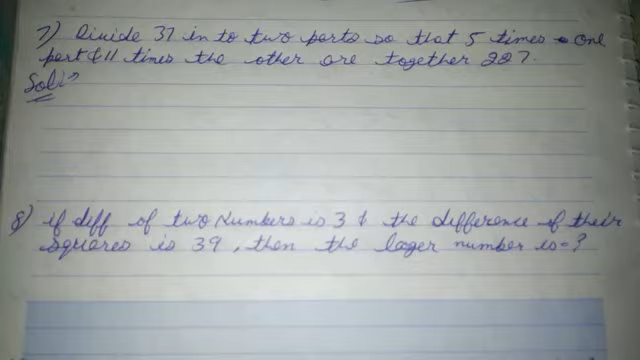 7) Divide 37 in to two parts so that 5 times one
part & 11 times the other are together 227.
Sol:-
8) if diff of two numbers is 3 & the difference of their
squares is 39, then the lager number is = ?